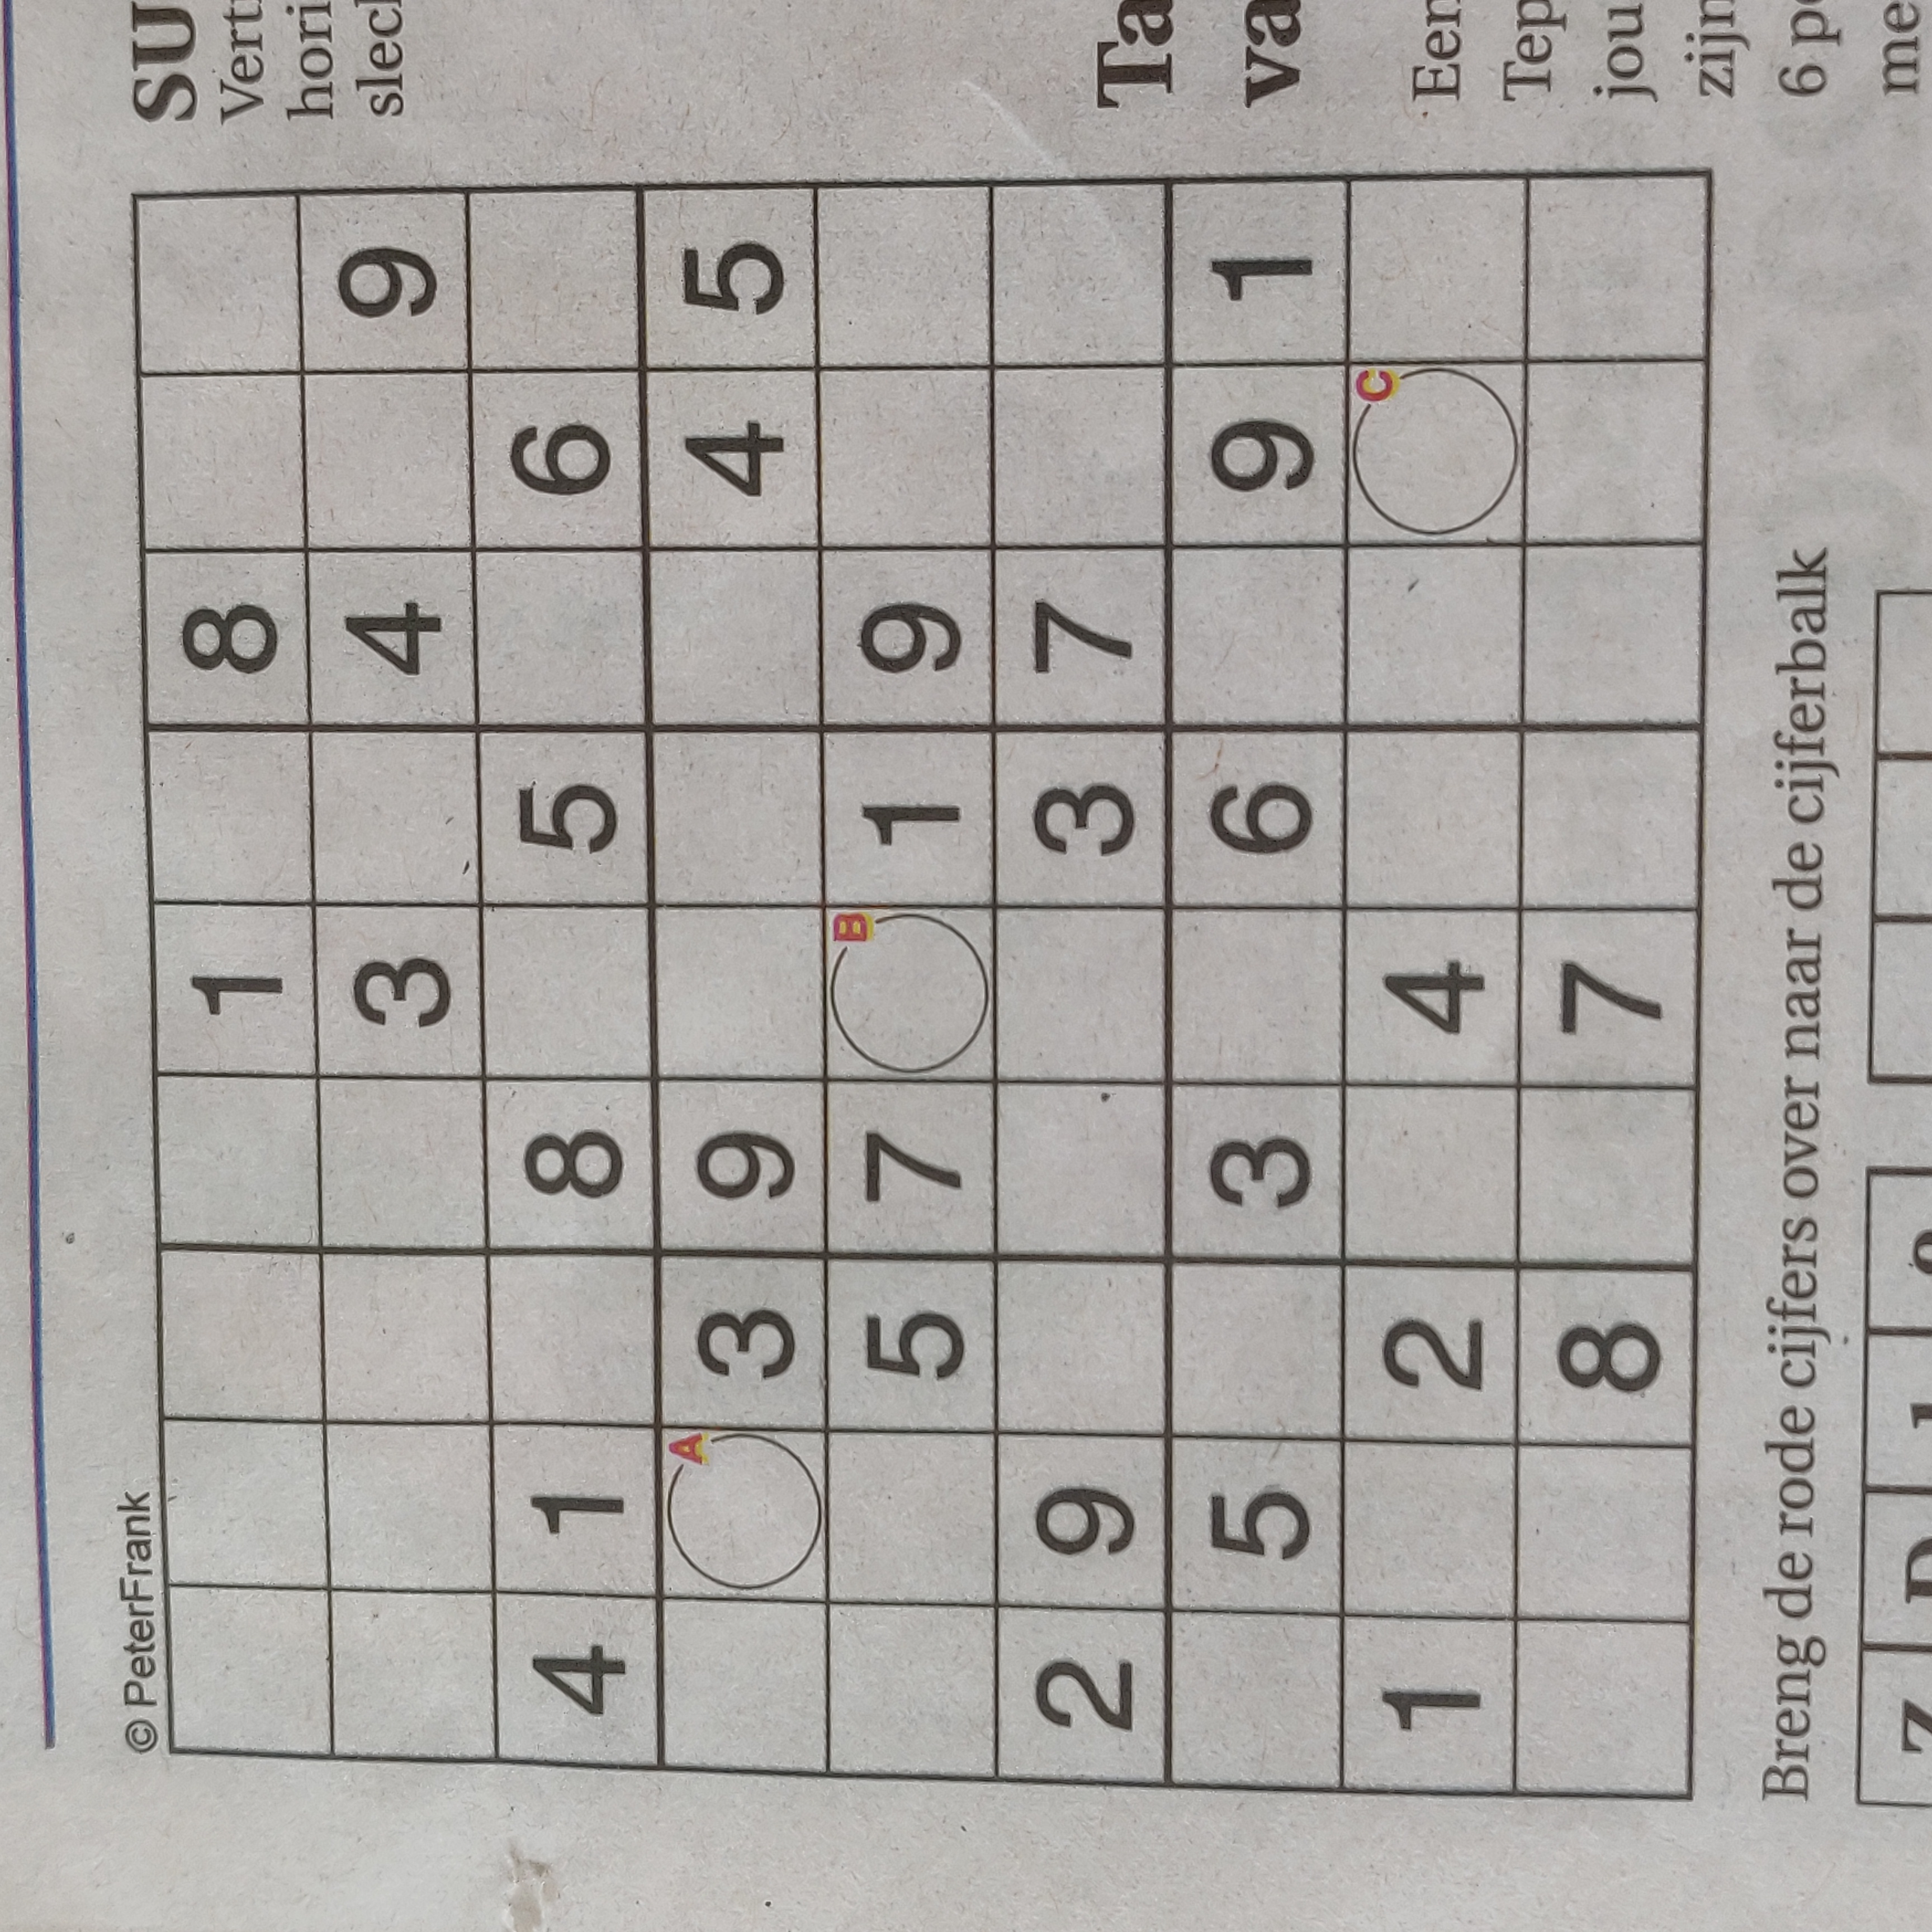 © PeterFrank
SU
Vert
hori
slec
1 8
3 4 9
4 1 8 5 6
A 3 9 4 5
5 7 B 1 9
2 9 3 7
5 3 6 9 1
1 2 4 C
8 7
Breng de rode cijfers over naar de cijferbalk
Ta
va
Een
Tep
jou
zijn
6 p
me